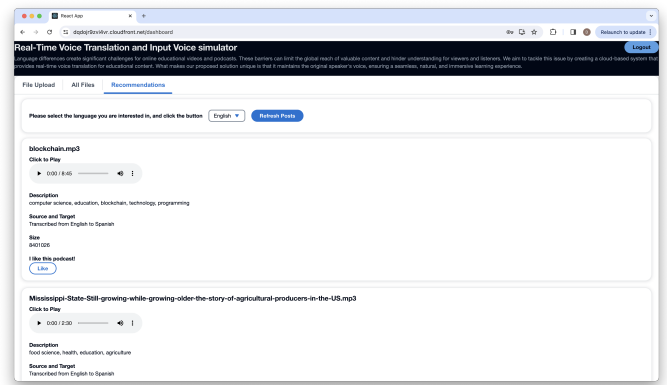 React App
dqdojr9zxi4vr.cloudfront.net/dashboard
Relaunch to update
Real-Time Voice Translation and Input Voice simulator
Logout
Language differences create significant challenges for online educational videos and podcasts. These barriers can limit the global reach of valuable content and hinder understanding for viewers and listeners. We aim to tackle this issue by creating a cloud-based system that
provides real-time voice translation for educational content. What makes our proposed solution unique is that it maintains the original speaker's voice, ensuring a seamless, natural, and immersive learning experience.
File Upload
All Files
Recommendations
Please select the language you are interested in, and click the button
English
Refresh Posts
blockchain.mp3
Click to Play
0:00 / 8:45
Description
computer science, education, blockchain, technology, programming
Source and Target
Transcribed from English to Spanish
Size
8401026
I like this podcast!
Like
Mississippi-State-Still-growing-while-growing-older-the-story-of-agricultural-producers-in-the-US.mp3
Click to Play
0:00 / 2:30
Description
food science, health, education, agriculture
Source and Target
Transcribed from English to Spanish